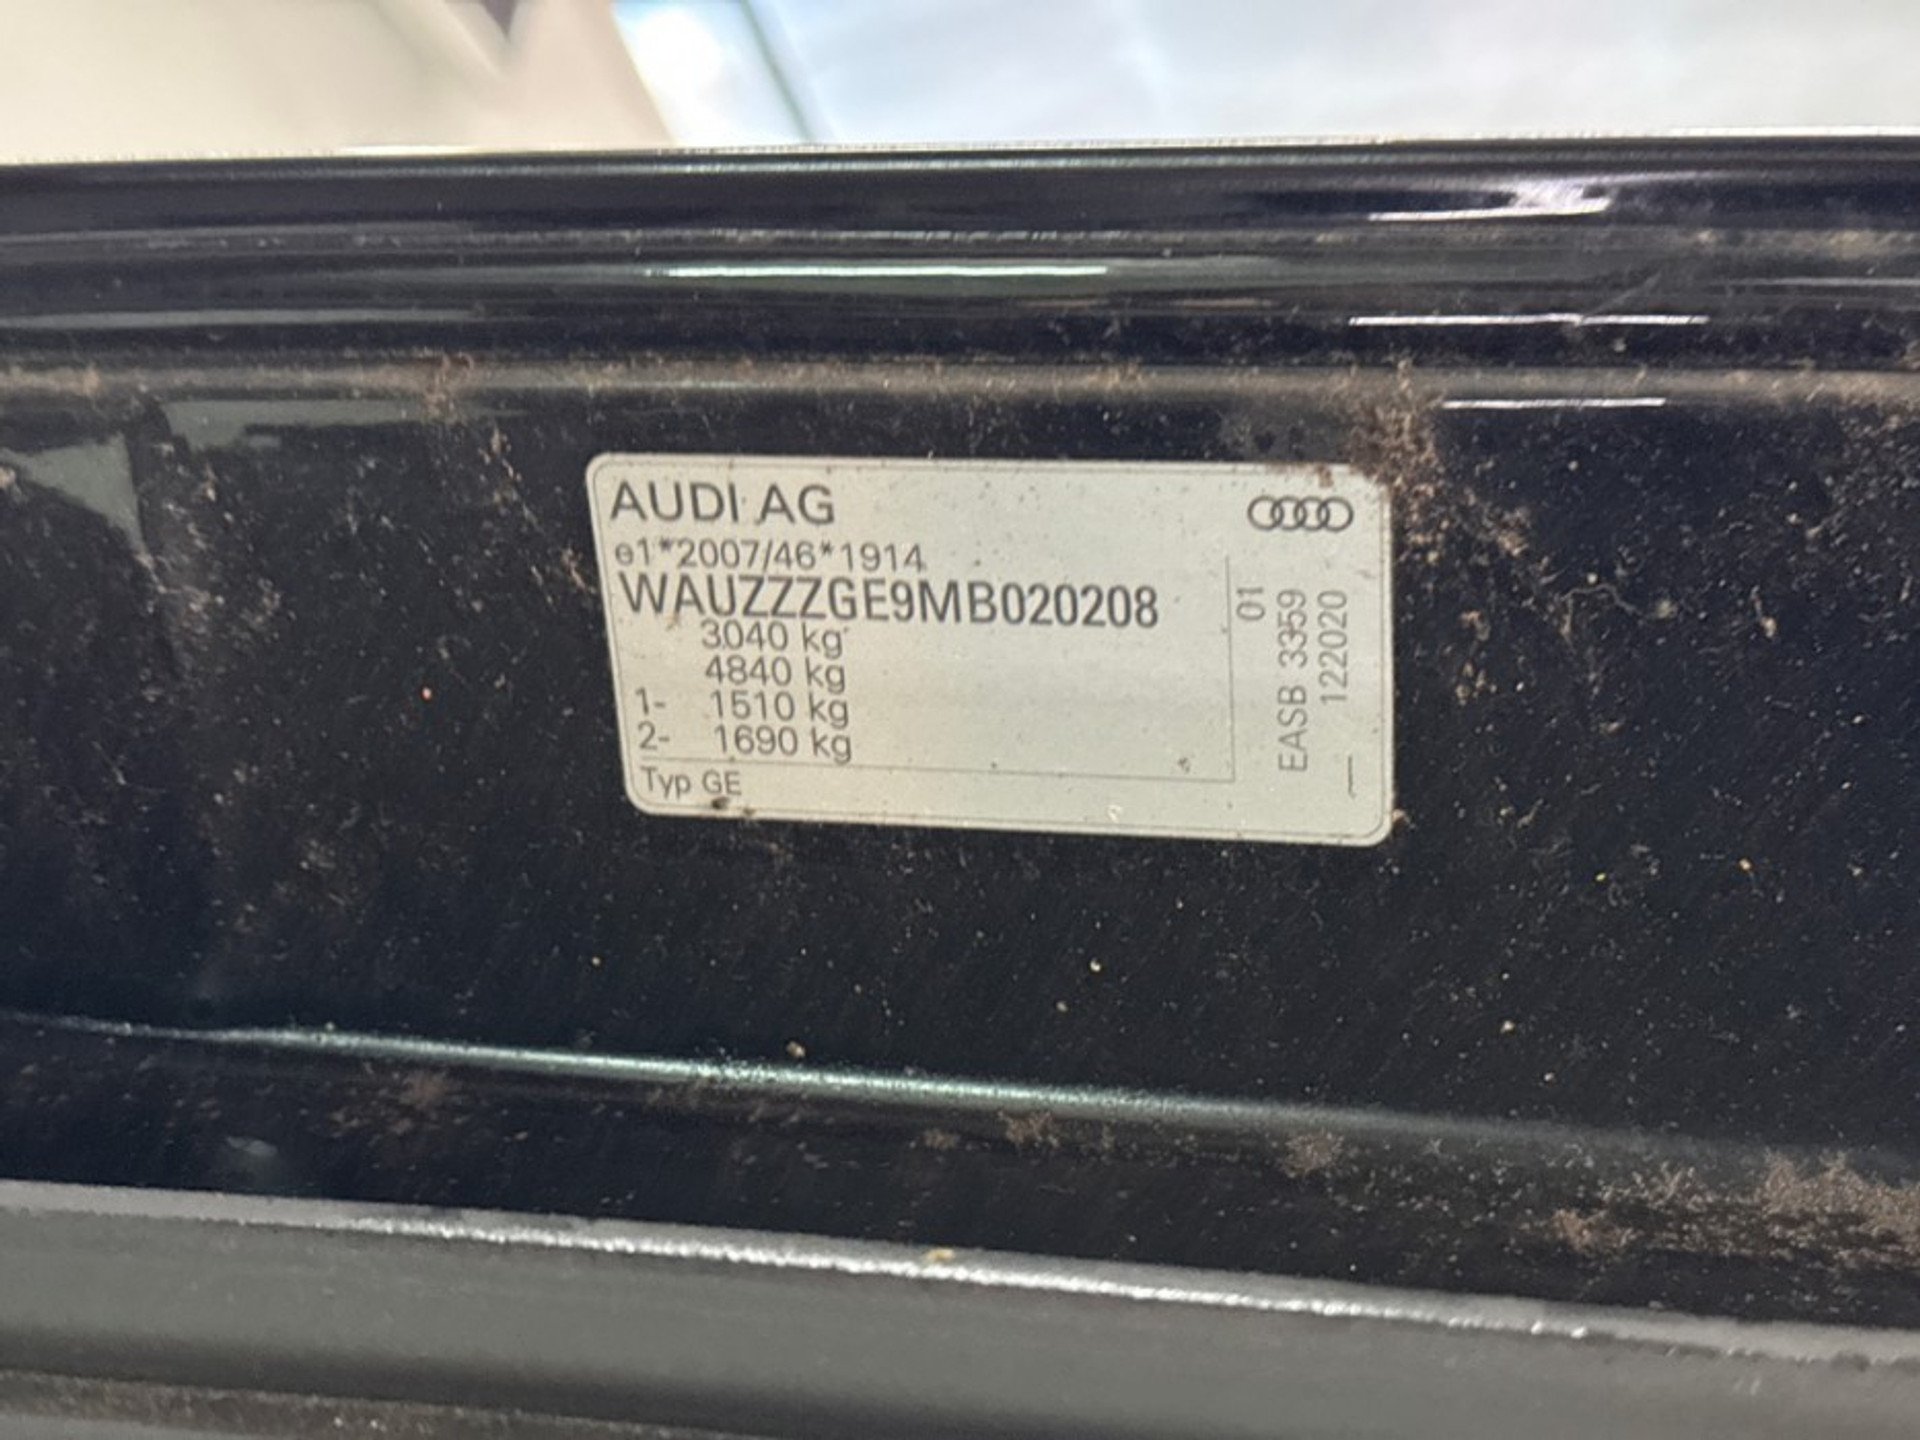 AUDI AG
e1*2007/46*1914
WAUZZZGE9MB020208
3040 kg
4840 kg
1- 1510 kg
2- 1690 kg
Typ GE
01
EASB 3359
122020